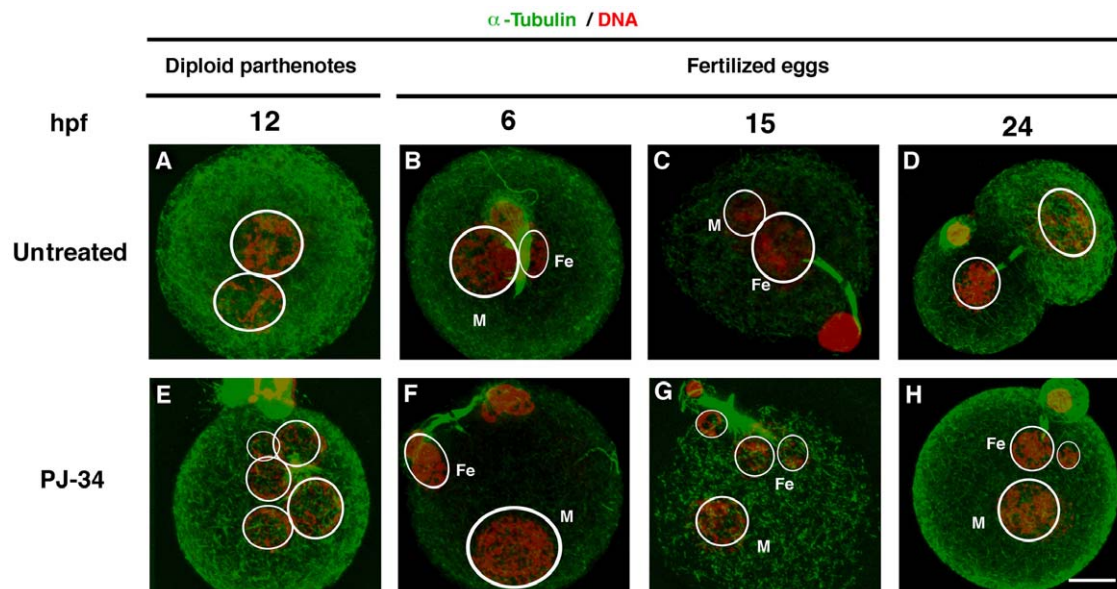 α-Tubulin / DNA
Diploid parthenotes Fertilized eggs
hpf 12 6 15 24
Untreated
A B C D
M Fe
M Fe
PJ-34
E F G H
Fe M
Fe M
Fe M